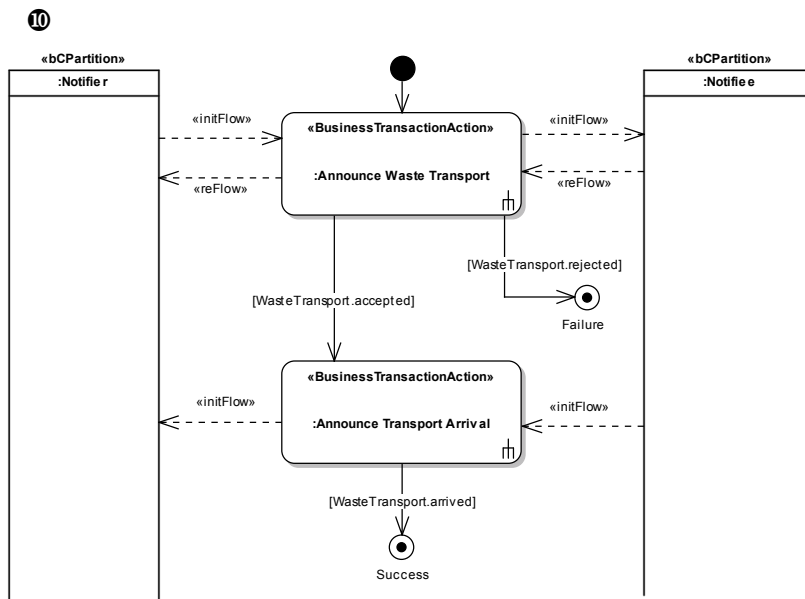 ❿
«bCPartition»
:Notifier
«bCPartition»
:Notifiee
«initFlow»
«BusinessTransactionAction»
«initFlow»
:Announce Waste Transport
«reFlow»
«reFlow»
[WasteTransport.rejected]
[WasteTransport.accepted]
Failure
«BusinessTransactionAction»
«initFlow»
«initFlow»
:Announce Transport Arrival
[WasteTransport.arrived]
Success